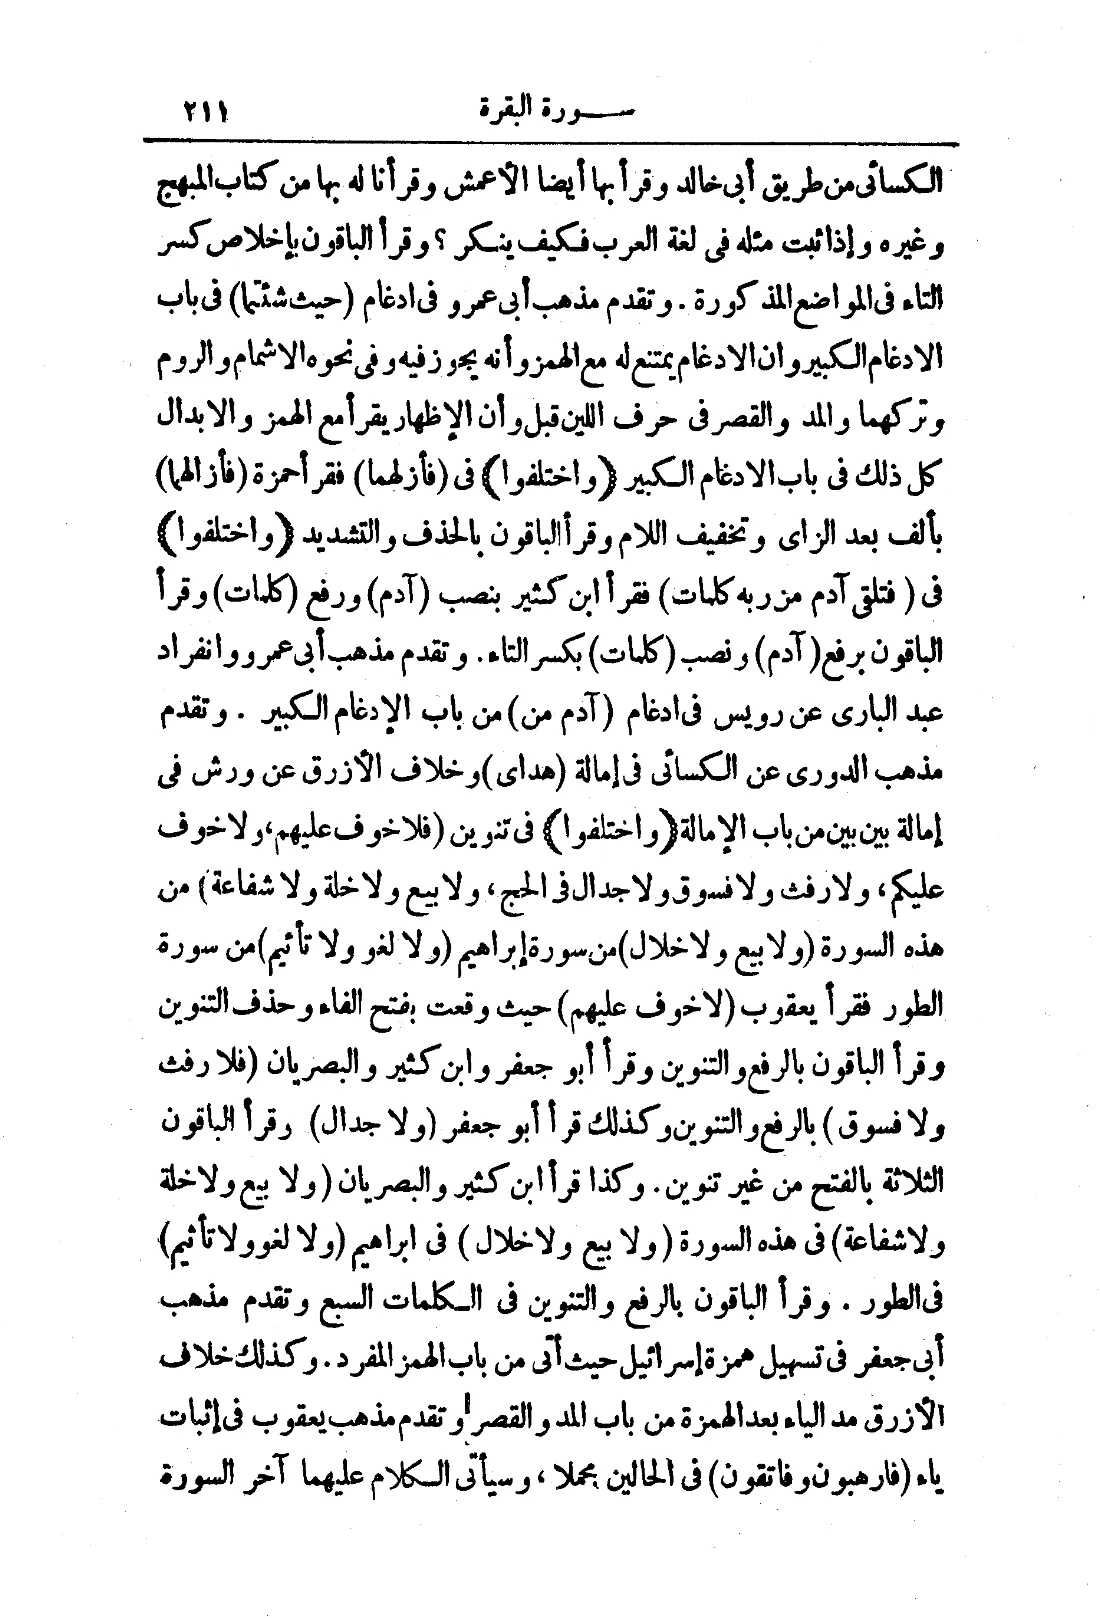 ســورة البقرة ٢١١
الكسائى من طريق أبى خالد وقرأ بها أيضا الأعمش وقرأنا له بها من كتاب المبهج
وغيره وإذا ثبت مثله فى لغة العرب فكيف ينكر ؟ وقرأ الباقون بإخلاص كسر
التاء فى المواضع المذكورة . وتقدم مذهب أبى عمرو فى ادغام (حيث شئتما) فى باب
الادغام الكبير وان الادغام يمتنع له مع الهمز وأنه يجوز فيه وفى نحوه الاشمام والروم
وتركهما والمد والقصر فى حرف اللين قبل وأن الإظهار يقرأ مع الهمز والابدال
كل ذلك فى باب الادغام الكبير ﴿واختلفوا﴾ فى (فأزلهما) فقرأ حمزة (فأزالهما)
بألف بعد الزاى وتخفيف اللام وقرأ الباقون بالحذف والتشديد ﴿واختلفوا﴾
فى ( فتلقى آدم من ربه كلمات) فقرأ ابن كثير بنصب (آدم) ورفع (كلمات) وقرأ
الباقون برفع (آدم) ونصب (كلمات) بكسر التاء. وتقدم مذهب أبى عمرو وانفراد
عبد البارى عن رويس فى ادغام (آدم من) من باب الإدغام الكبير . وتقدم
مذهب الدورى عن الكسائى فى إمالة (هداى) وخلاف الأزرق عن ورش فى
إمالة بين بين من باب الإمالة ﴿واختلفوا﴾ فى تنوين (فلا خوف عليهم، ولا خوف
عليكم، ولا رفث ولا فسوق ولا جدال فى الحج، ولا بيع ولا خلة ولا شفاعة) من
هذه السورة (ولا بيع ولا خلال) من سورة إبراهيم (ولا لغو ولا تأثيم) من سورة
الطور فقرأ يعقوب (لا خوف عليهم) حيث وقعت بفتح الفاء وحذف التنوين
وقرأ الباقون بالرفع والتنوين وقرأ أبو جعفر وابن كثير والبصريان (فلا رفث
ولا فسوق) بالرفع والتنوين وكذلك قرأ أبو جعفر (ولا جدال) وقرأ الباقون
الثلاثة بالفتح من غير تنوين. وكذا قرأ ابن كثير والبصريان (ولا بيع ولا خلة
ولا شفاعة) فى هذه السورة (ولا بيع ولا خلال ) فى ابراهيم (ولا لغو ولا تأثيم)
فى الطور . وقرأ الباقون بالرفع والتنوين فى الكلمات السبع وتقدم مذهب
أبى جعفر فى تسهيل همزة إسرائيل حيث أتى من باب الهمز المفرد. وكذلك خلاف
الأزرق مد الياء بعد الهمزة من باب المد والقصر وتقدم مذهب يعقوب فى إثبات
ياء (فارهبون وفاتقون) فى الحالين مجملا ، وسيأتى الكلام عليهما آخر السورة